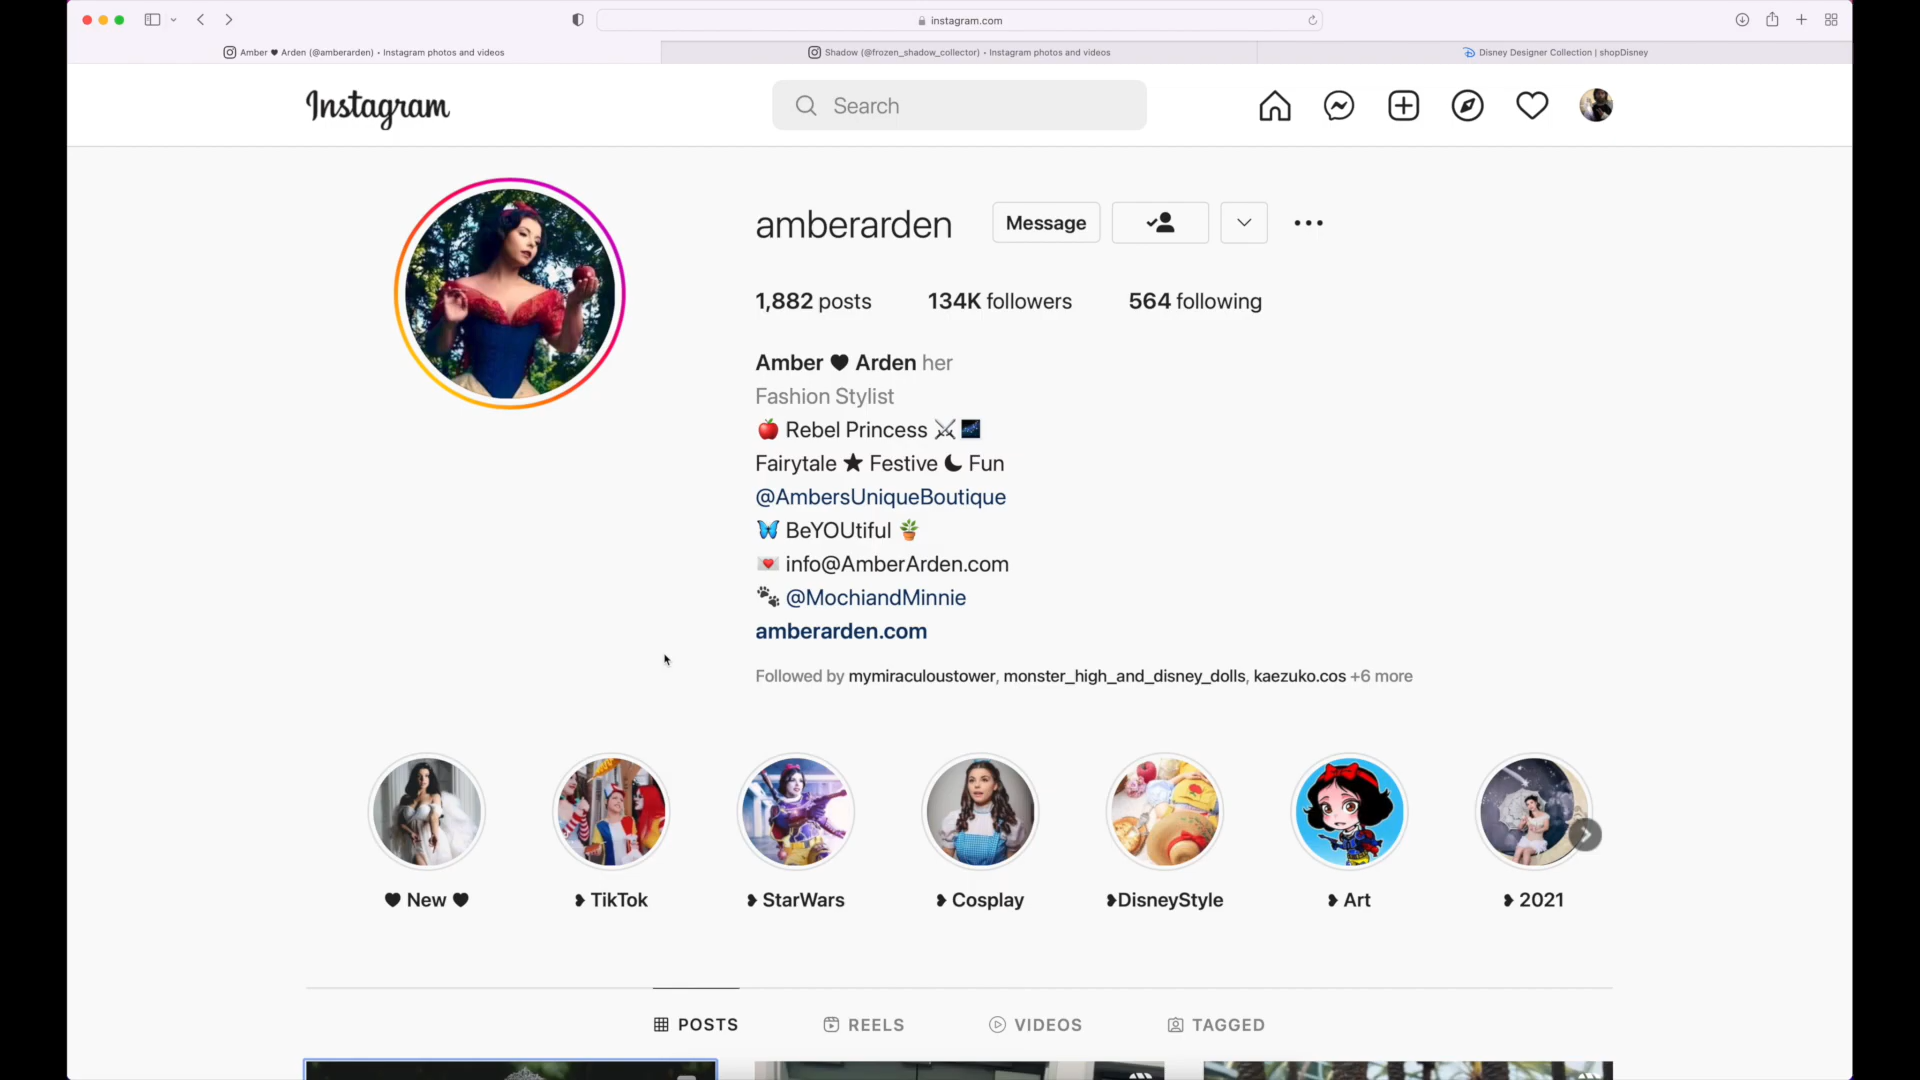 instagram.com
Amber ♥ Arden (@amberarden) • Instagram photos and videos
Shadow (@frozen_shadow_collector) • Instagram photos and videos
Disney Designer Collection | shopDisney
Instagram
Search
amberarden
Message
1,882 posts
134K followers
564 following
Amber 🖤 Arden her
Fashion Stylist
🍎 Rebel Princess ⚔️🌌
Fairytale ★ Festive ⏾ Fun
@AmbersUniqueBoutique
🦋 BeYOUtiful 🪴
💌 info@AmberArden.com
🐾 @MochiandMinnie
amberarden.com
Followed by mymiraculoustower, monster_high_and_disney_dolls, kaezuko.cos +6 more
♥ New ♥
❥ TikTok
❥ StarWars
❥ Cosplay
❥DisneyStyle
❥ Art
❥ 2021
POSTS
REELS
VIDEOS
TAGGED